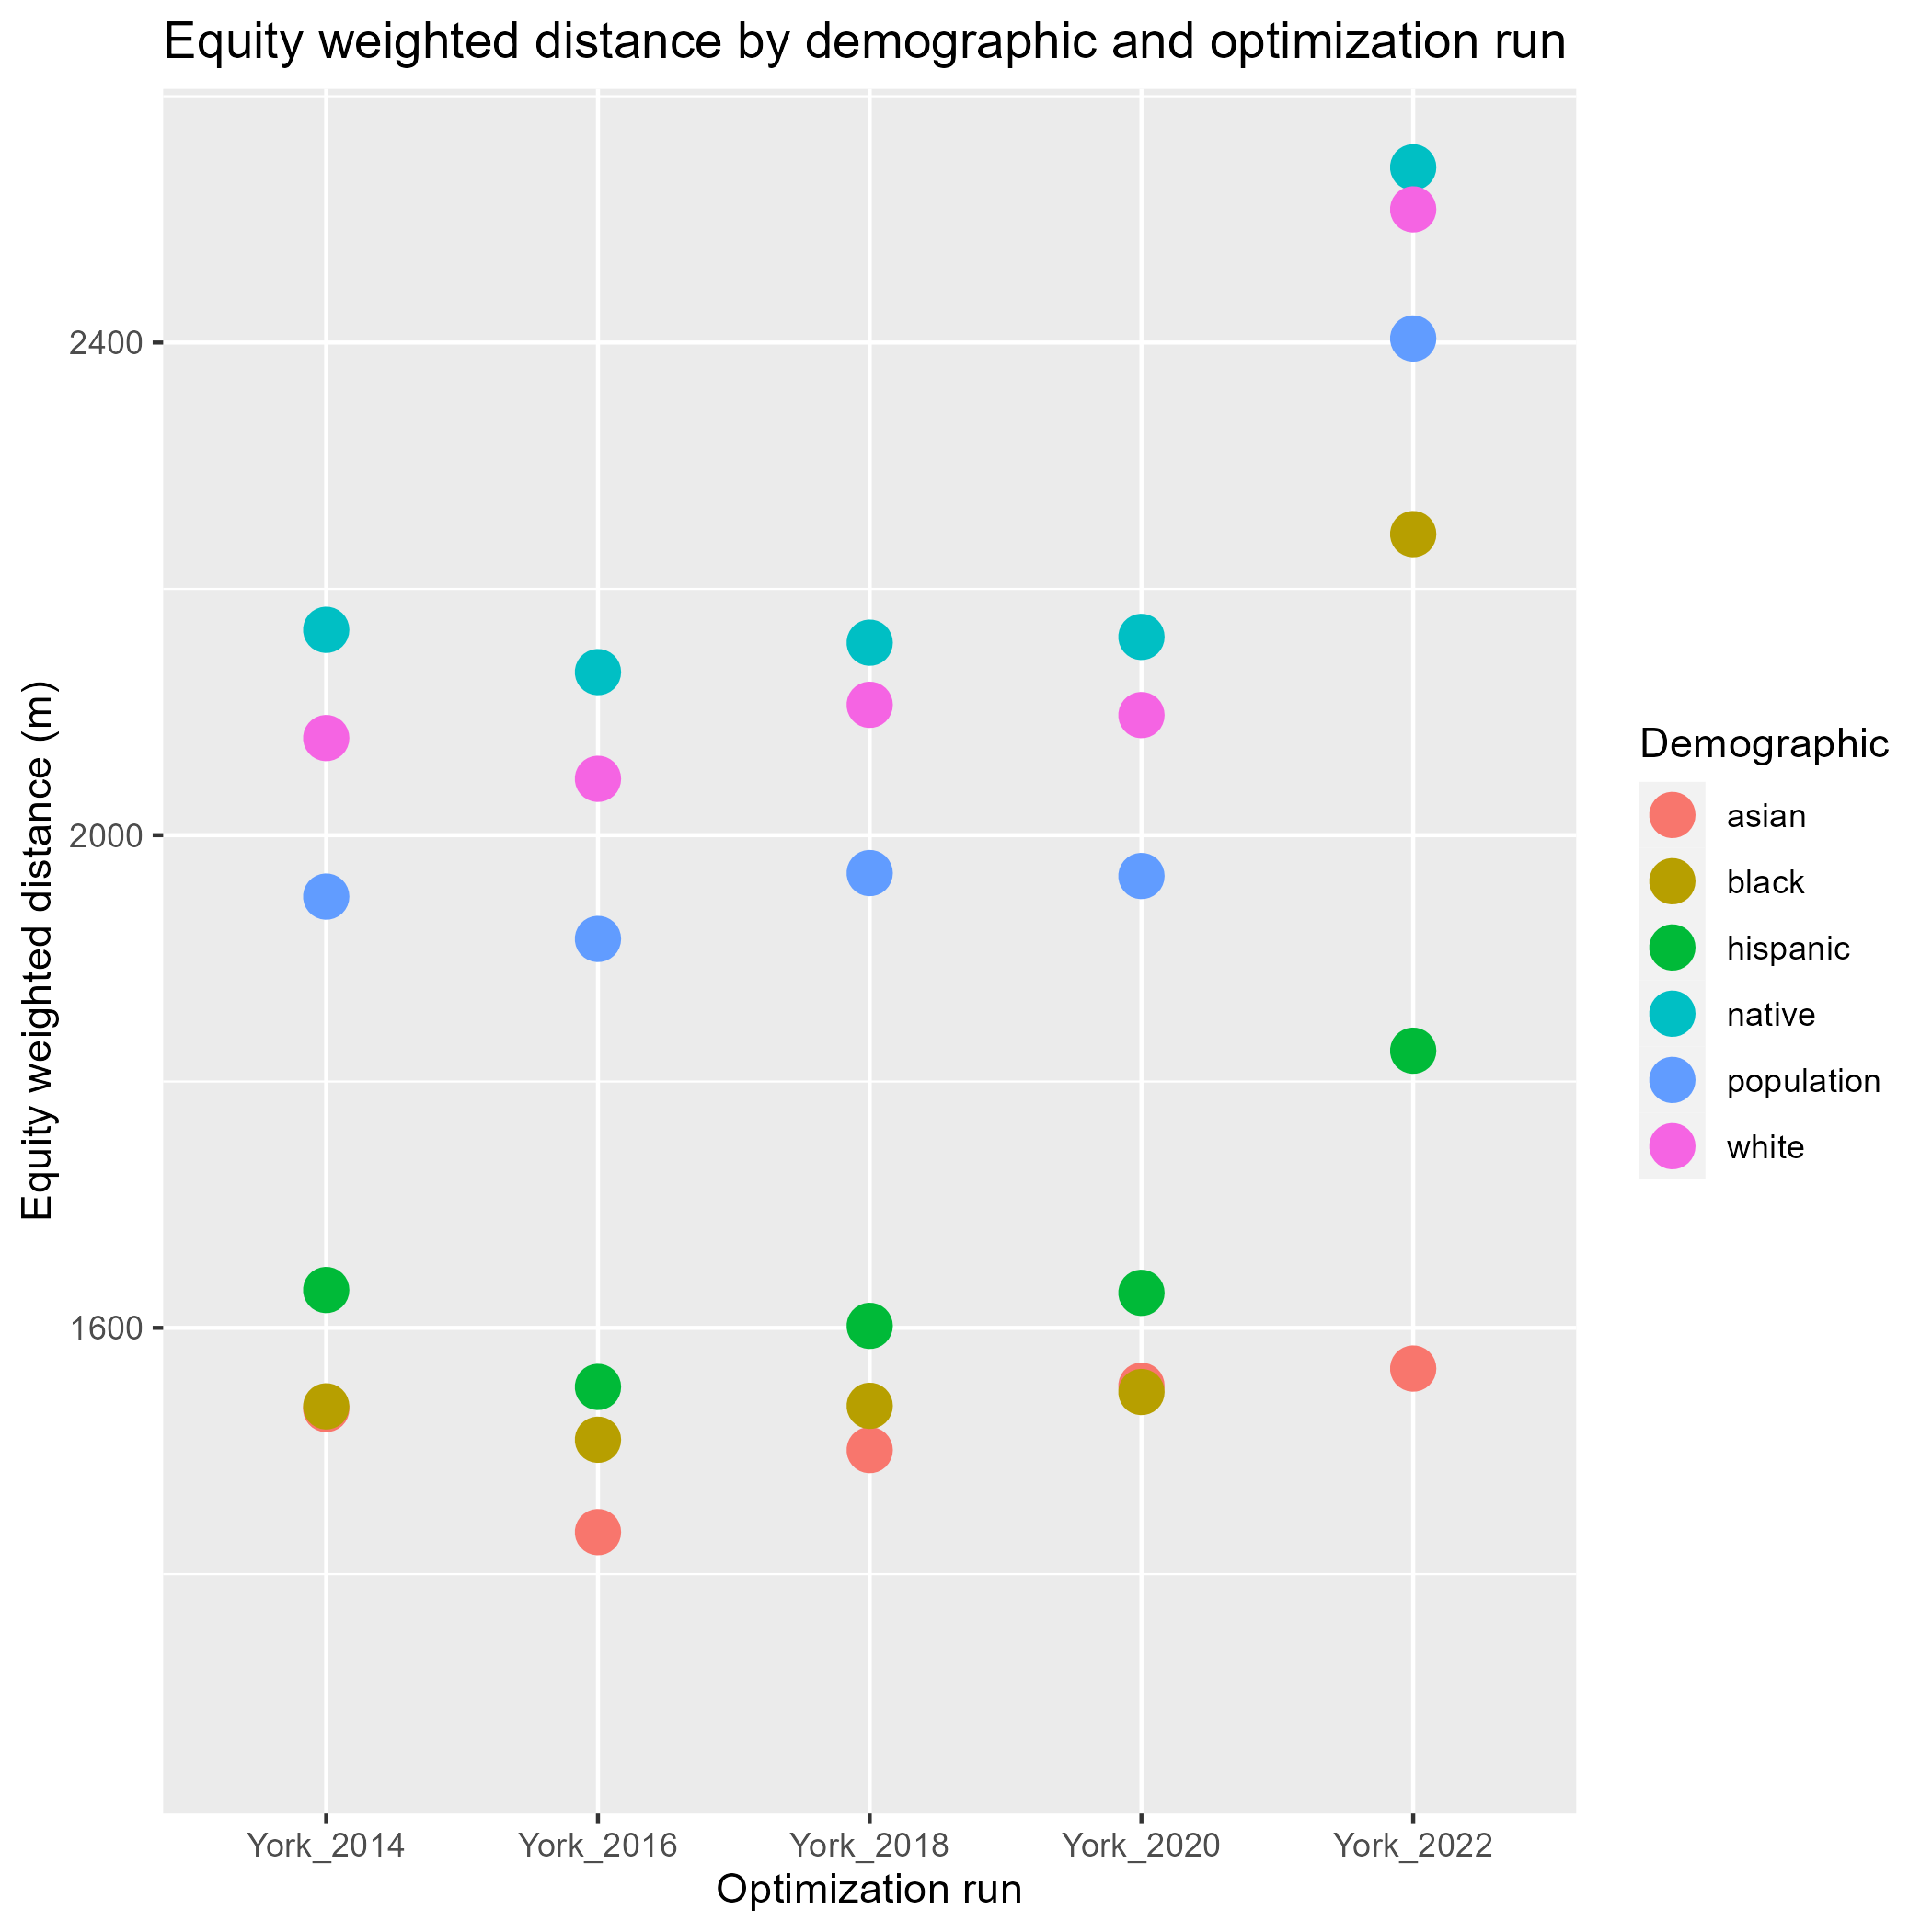 Equity weighted distance by demographic and optimization run
Equity weighted distance (m)
2400
2000
1600
York_2014
York_2016
York_2018
York_2020
York_2022
Optimization run
Demographic
asian
black
hispanic
native
population
white